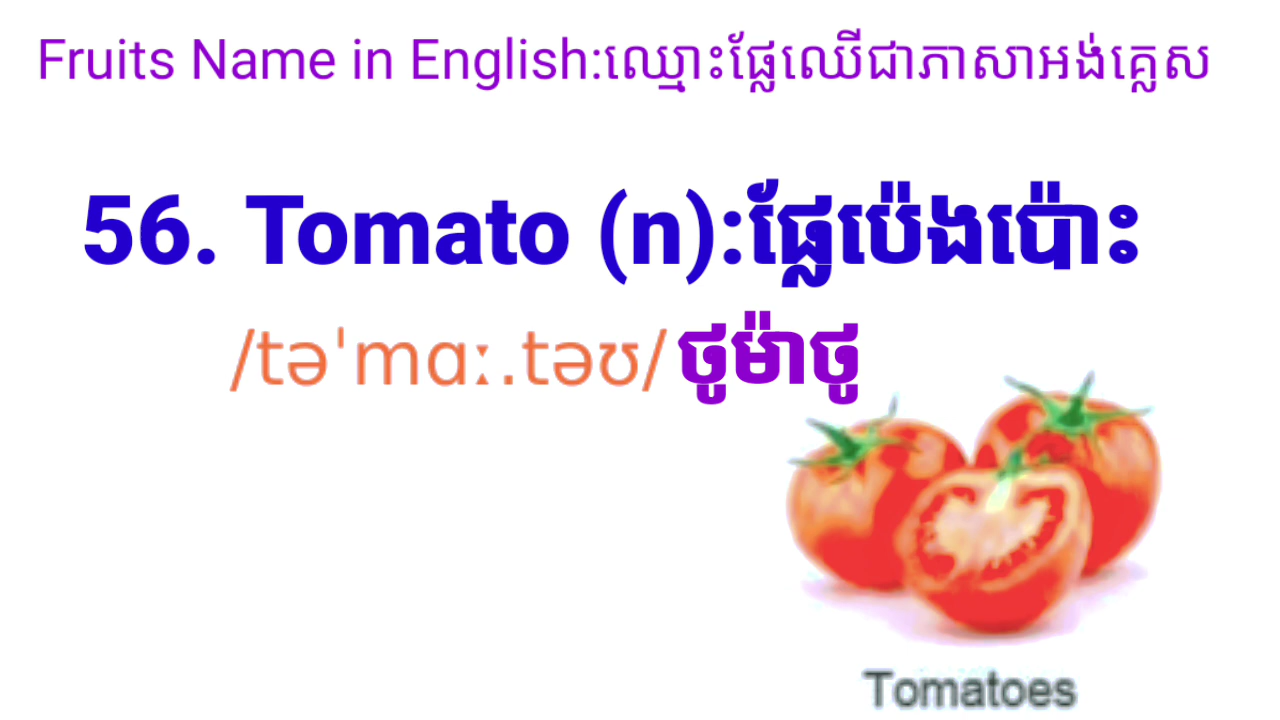 Fruits Name in English:ឈ្មោះផ្លែឈើជាភាសាអង់គ្លេស
56. Tomato (n):ផ្លែប៉េងប៉ោះ
/təˈmɑː.təʊ/ ថូម៉ាថូ
Tomatoes